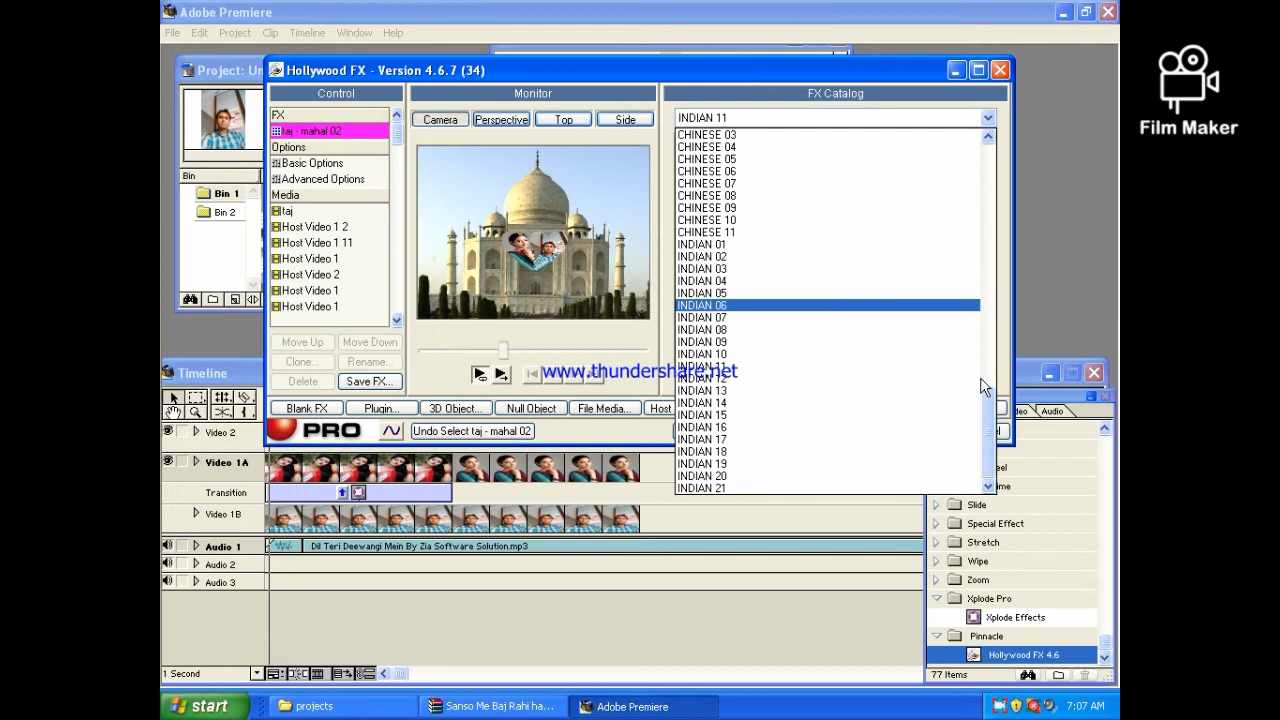 Adobe Premiere
File Edit Project Clip Timeline Window Help
Project: Un
Hollywood FX - Version 4.6.7 (34)
Control
Monitor
FX Catalog
FX
taj - mahal 02
Options
Basic Options
Advanced Options
Media
taj
Host Video 1 2
Host Video 1 11
Host Video 1
Host Video 2
Host Video 1
Host Video 1
Move Up Move Down
Clone... Rename...
Delete Save FX...
Camera Perspective Top Side
INDIAN 11
CHINESE 03
CHINESE 04
CHINESE 05
CHINESE 06
CHINESE 07
CHINESE 08
CHINESE 09
CHINESE 10
CHINESE 11
INDIAN 01
INDIAN 02
INDIAN 03
INDIAN 04
INDIAN 05
INDIAN 06
INDIAN 07
INDIAN 08
INDIAN 09
INDIAN 10
INDIAN 11
INDIAN 12
INDIAN 13
INDIAN 14
INDIAN 15
INDIAN 16
INDIAN 17
INDIAN 18
INDIAN 19
INDIAN 20
INDIAN 21
www.thundershare.net
Blank FX Plugin... 3D Object... Null Object File Media... Host
PRO
Undo Select taj - mahal 02
Bin
Bin 1
Bin 2
Timeline
Video 2
Video 1A
Transition
Video 1B
Audio 1
Dil Teri Deewangi Mein By Zia Software Solution.mp3
Audio 2
Audio 3
1 Second
Audio
Slide
Special Effect
Stretch
Wipe
Zoom
Xplode Pro
Xplode Effects
Pinnacle
Hollywood FX 4.6
77 Items
start
projects
Sanso Me Baj Rahi ha...
Adobe Premiere
7:07 AM
Film Maker